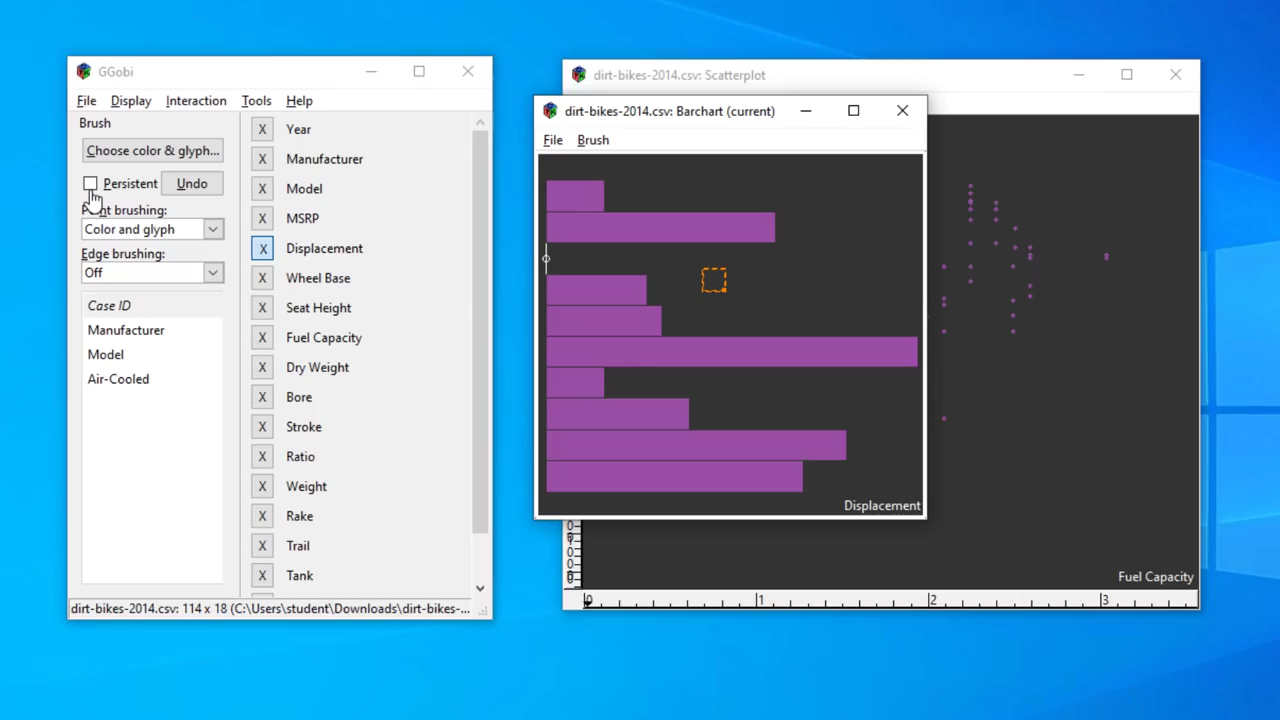 GGobi
File Display Interaction Tools Help
Brush
Choose color & glyph...
Persistent Undo
Point brushing:
Color and glyph
Edge brushing:
Off
Case ID
Manufacturer
Model
Air-Cooled
X Year
X Manufacturer
X Model
X MSRP
X Displacement
X Wheel Base
X Seat Height
X Fuel Capacity
X Dry Weight
X Bore
X Stroke
X Ratio
X Weight
X Rake
X Trail
X Tank
dirt-bikes-2014.csv: 114 x 18 (C:\Users\student\Downloads\dirt-bikes-...
dirt-bikes-2014.csv: Scatterplot
dirt-bikes-2014.csv: Barchart (current)
File Brush
Displacement
Fuel Capacity
0 1 2 3